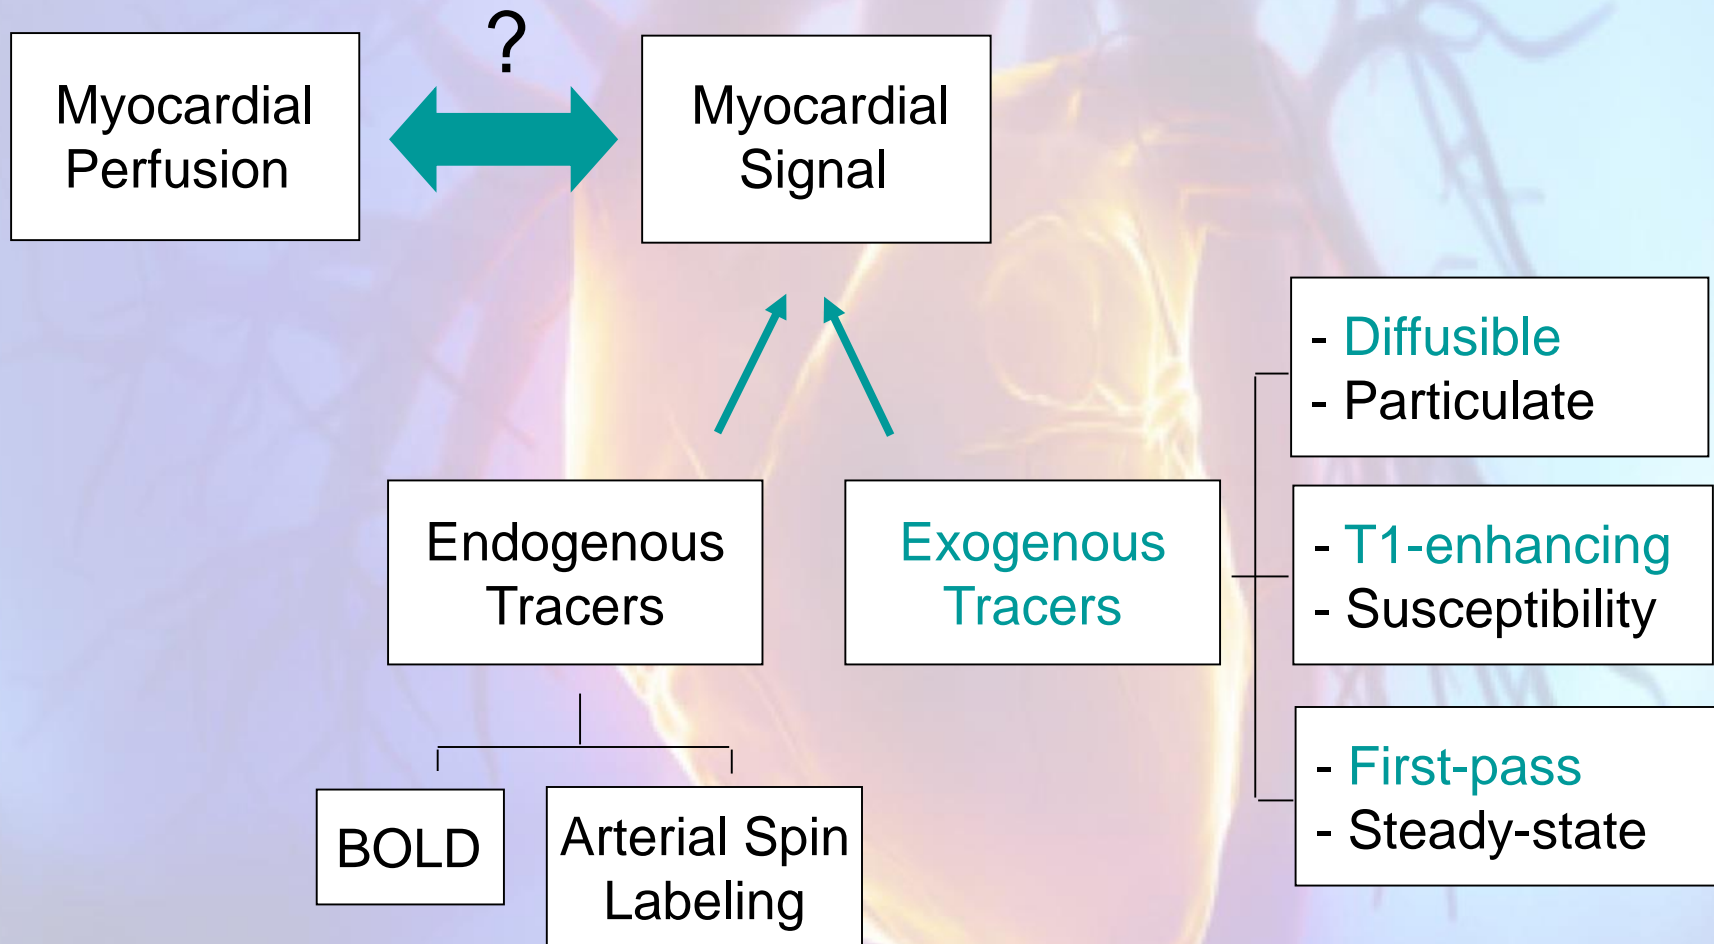 ?
Myocardial
Perfusion
Myocardial
Signal
Endogenous
Tracers
Exogenous
Tracers
- Diffusible
- Particulate
- T1-enhancing
- Susceptibility
- First-pass
- Steady-state
BOLD
Arterial Spin
Labeling